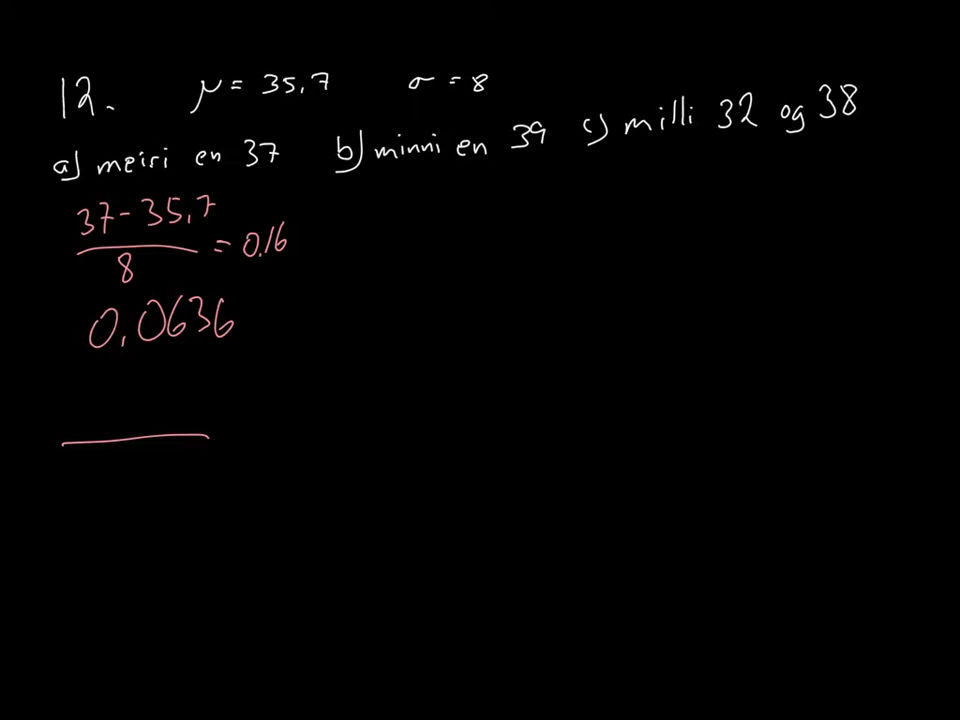 12. μ = 35,7 σ = 8
a) meiri en 37 b) minni en 39 c) milli 32 og 38
37 - 35,7
= 0.16
8
0,0636